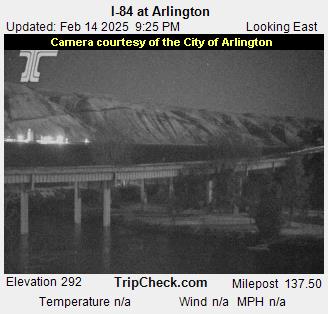 I-84 at Arlington
Updated: Feb 14 2025 9:25 PM Looking East
Camera courtesy of the City of Arlington
Elevation 292 TripCheck.com Milepost 137.50
Temperature n/a Wind n/a MPH n/a